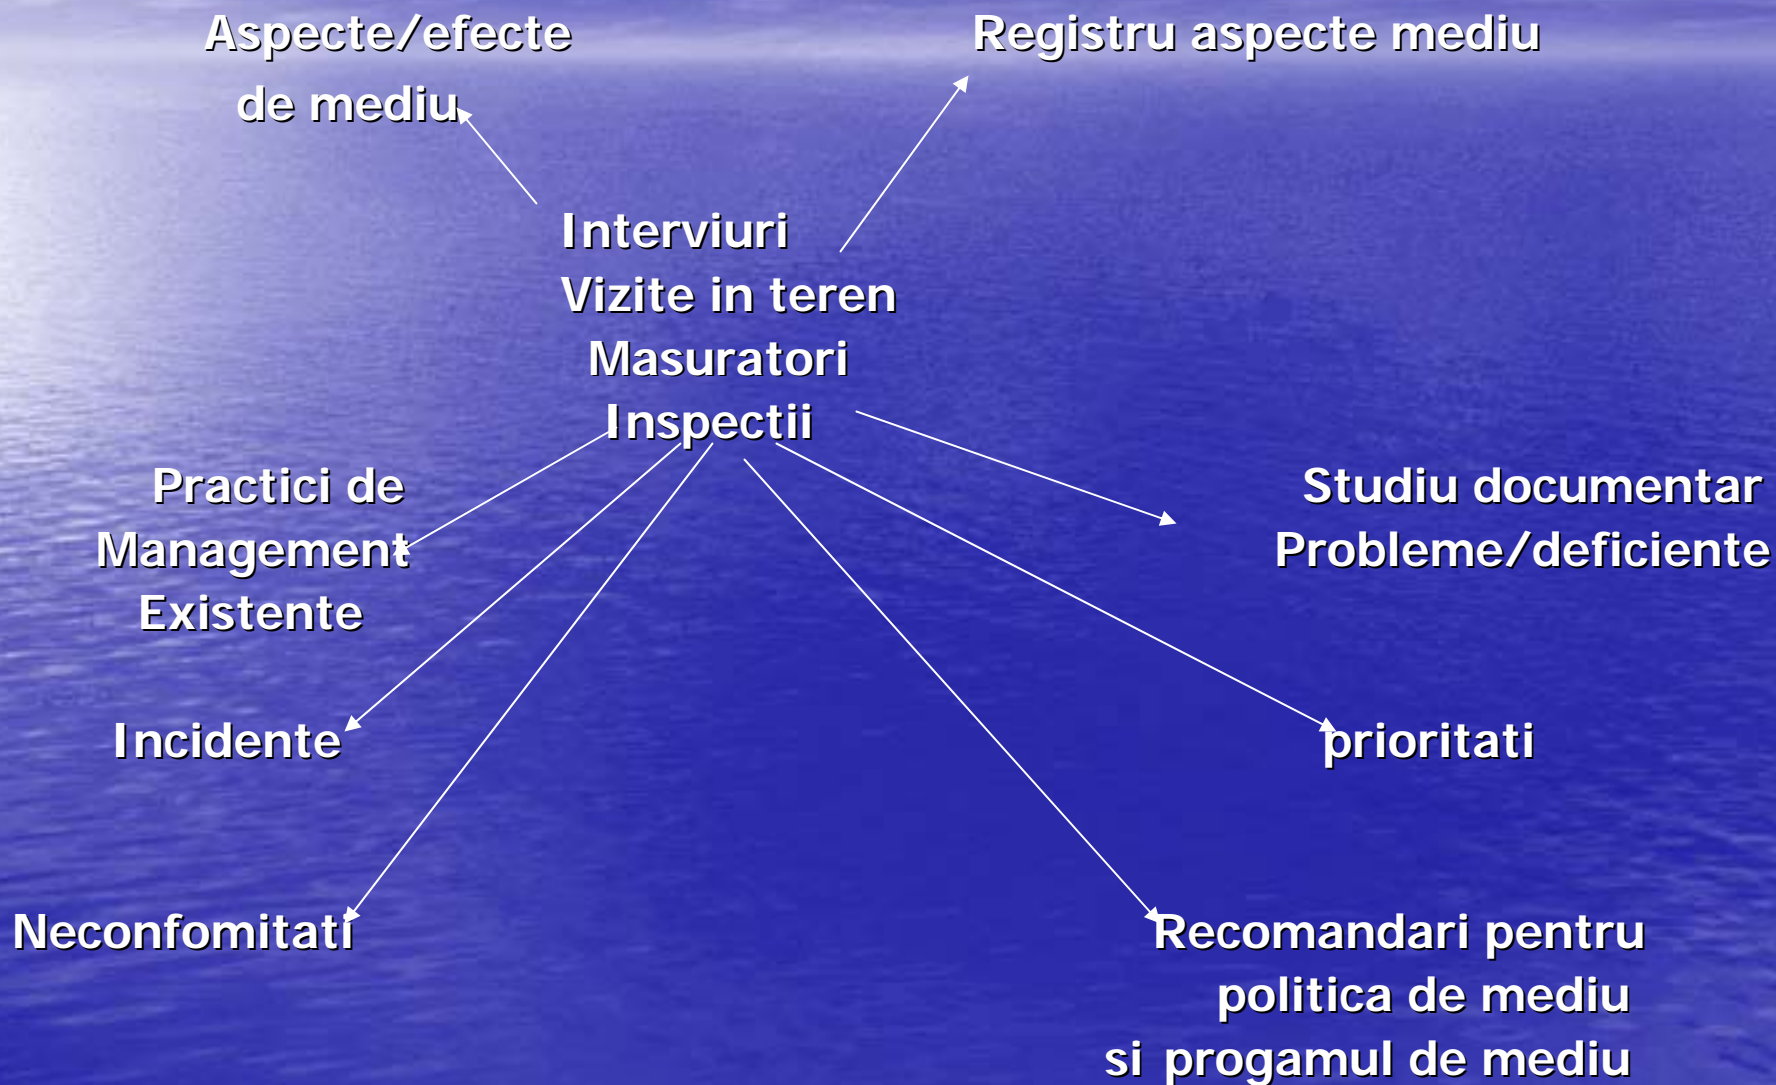 Aspecte/efecte
de mediu
Registru aspecte mediu
Interviuri
Vizite in teren
Masuratori
Inspectii
Practici de
Management
Existente
Studiu documentar
Probleme/deficiente
Incidente
prioritati
Neconfomitati
Recomandari pentru
politica de mediu
si progamul de mediu